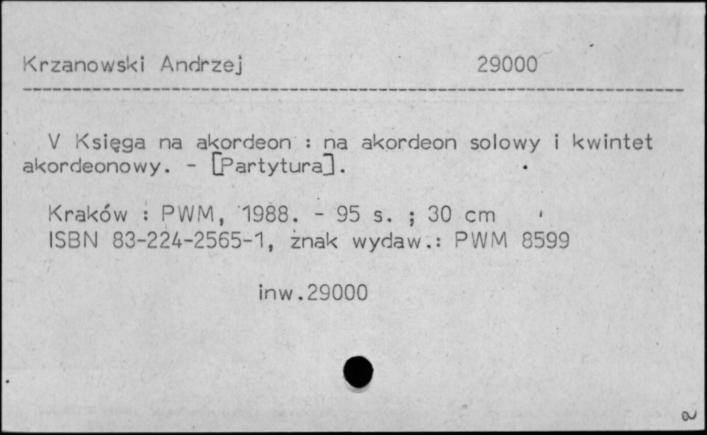 Krzanowski Andrzej 29000
V Księga na akordeon : na akordeon solowy i kwintet
akordeonowy. - [Partytura].
Kraków : PWM, 1988. - 95 s. ; 30 cm
ISBN 83-224-2565-1, znak wydaw.: PWM 8599
inw.29000
a